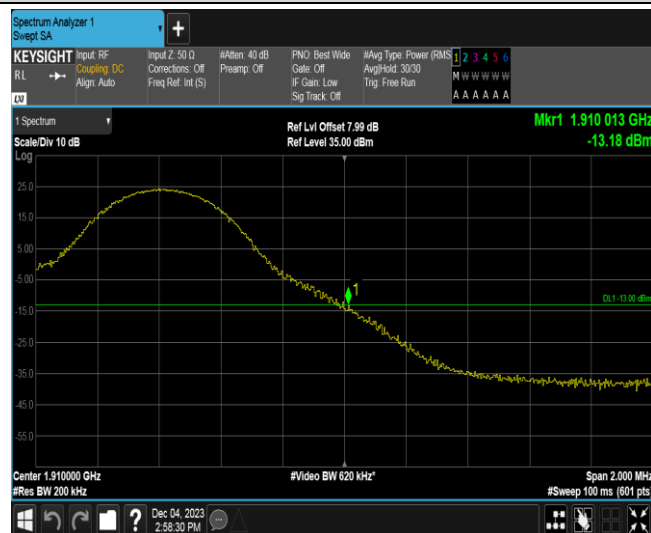 Spectrum Analyzer 1
Swept SA
+
KEYSIGHT
RL
Input: RF
Coupling: DC
Align: Auto
Input Z: 50 Ω
Corrections: Off
Freq Ref: Int (S)
#Atten: 40 dB
Preamp: Off
PNO: Best Wide
Gate: Off
IF Gain: Low
Sig Track: Off
#Avg Type: Power (RMS
Avg|Hold: 30/30
Trig: Free Run
1 2 3 4 5 6
M W W W W W
A A A A A A
LXI
1 Spectrum
Scale/Div 10 dB
Log
Ref Lvl Offset 7.99 dB
Ref Level 35.00 dBm
Mkr1 1.910 013 GHz
-13.18 dBm
25.0
15.0
5.00
-5.00
-15.0
-25.0
-35.0
-45.0
-55.0
1
DL1 -13.00 dBm
Center 1.910000 GHz
#Res BW 200 kHz
#Video BW 620 kHz*
Span 2.000 MHz
#Sweep 100 ms (601 pts)
?
Dec 04, 2023
2:58:30 PM